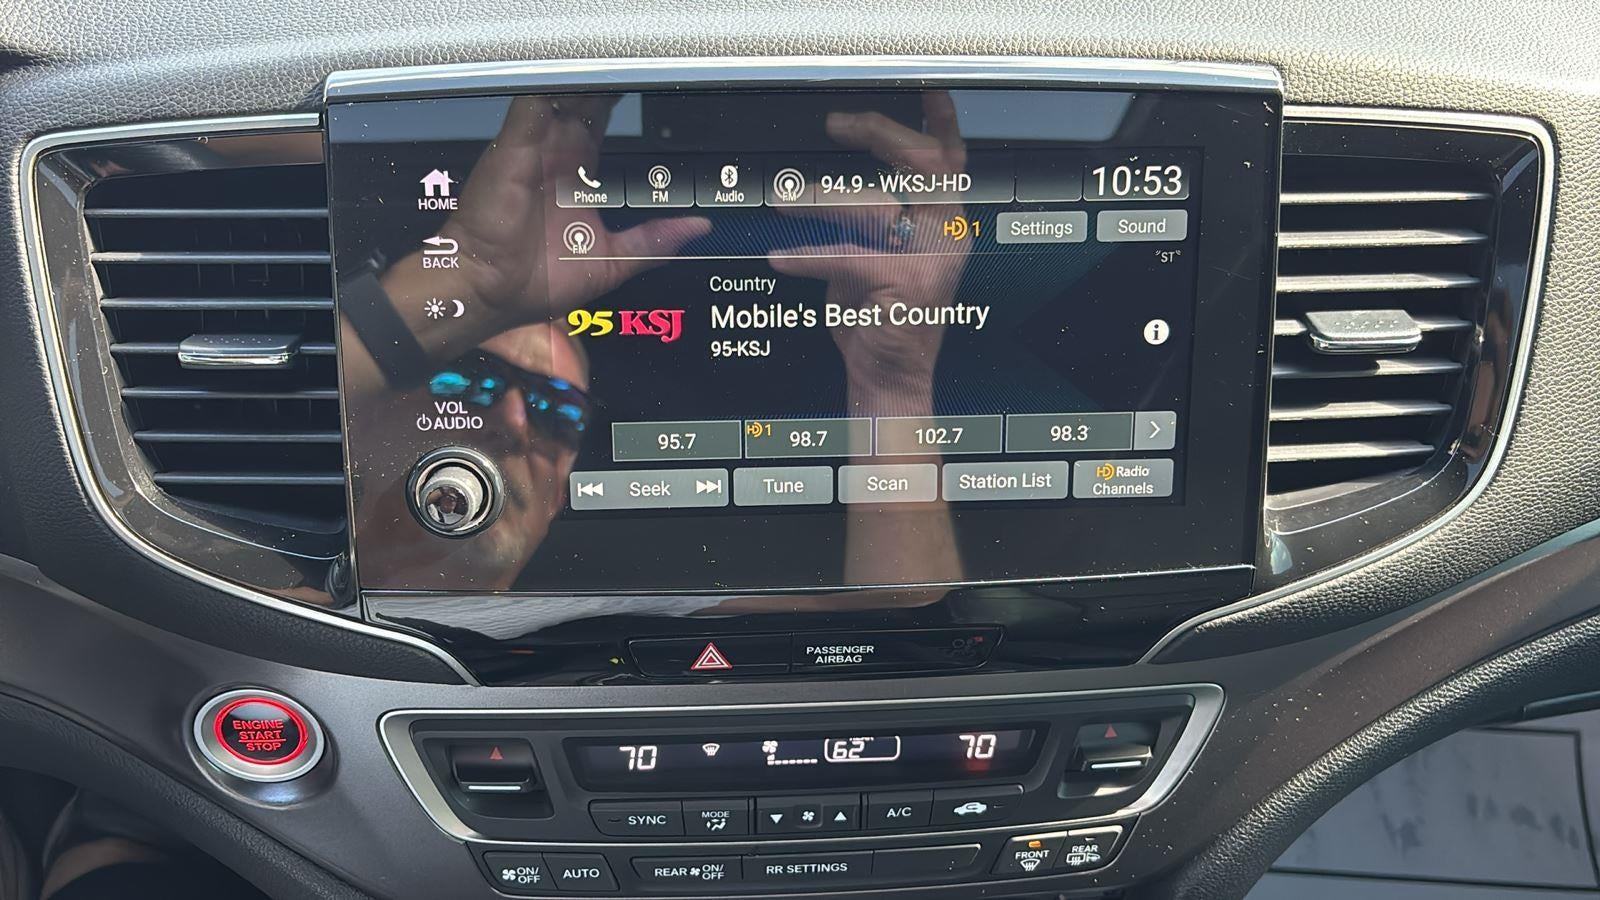 HOME
BACK
VOL
AUDIO
Phone FM Audio FM 94.9 - WKSJ-HD 10:53
FM HD 1 Settings Sound
"ST"
Country
95 KSJ Mobile's Best Country
95-KSJ
95.7 HD 1 98.7 102.7 98.3
Seek Tune Scan Station List HD Radio Channels
PASSENGER
AIRBAG
ENGINE
START
STOP
70 62 70
SYNC MODE A/C
ON/OFF AUTO REAR ON/OFF RR SETTINGS FRONT REAR